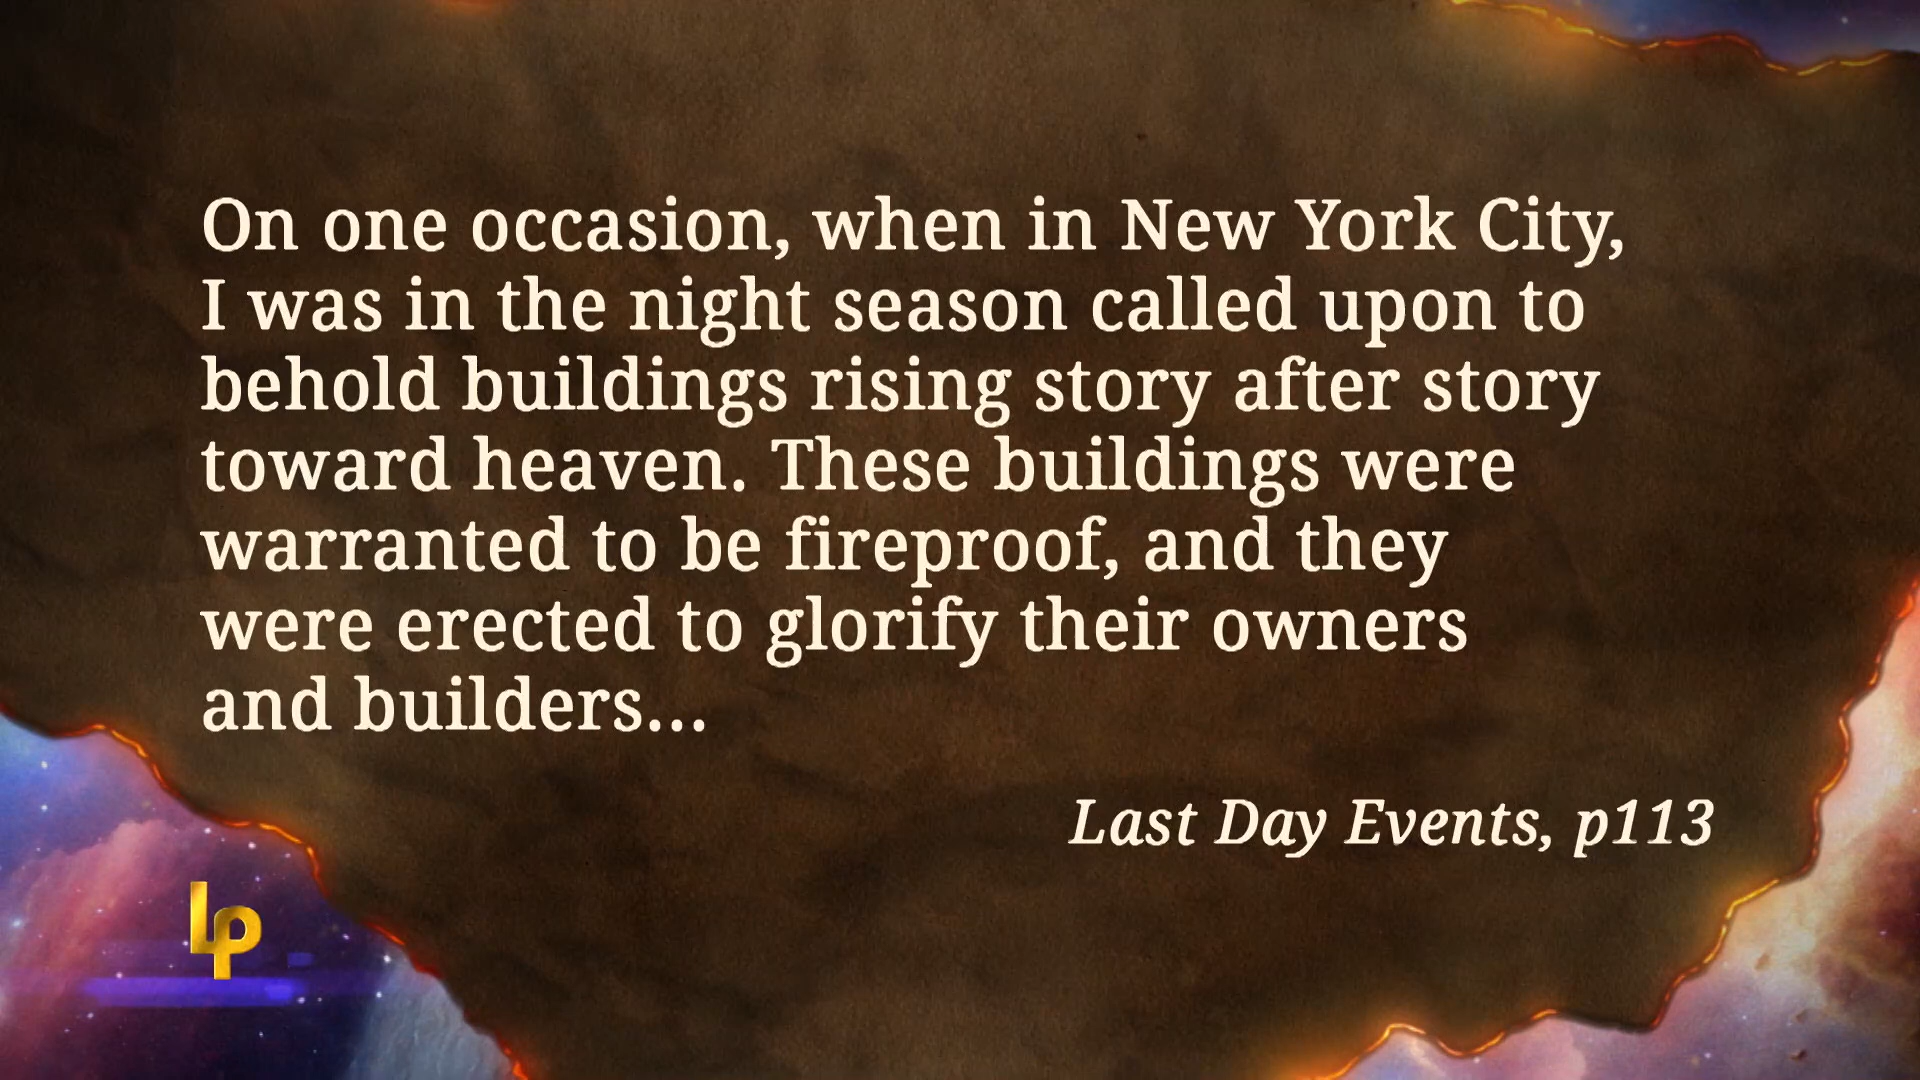 On one occasion, when in New York City,
I was in the night season called upon to
behold buildings rising story after story
toward heaven. These buildings were
warranted to be fireproof, and they
were erected to glorify their owners
and builders...
Last Day Events, p113
LP